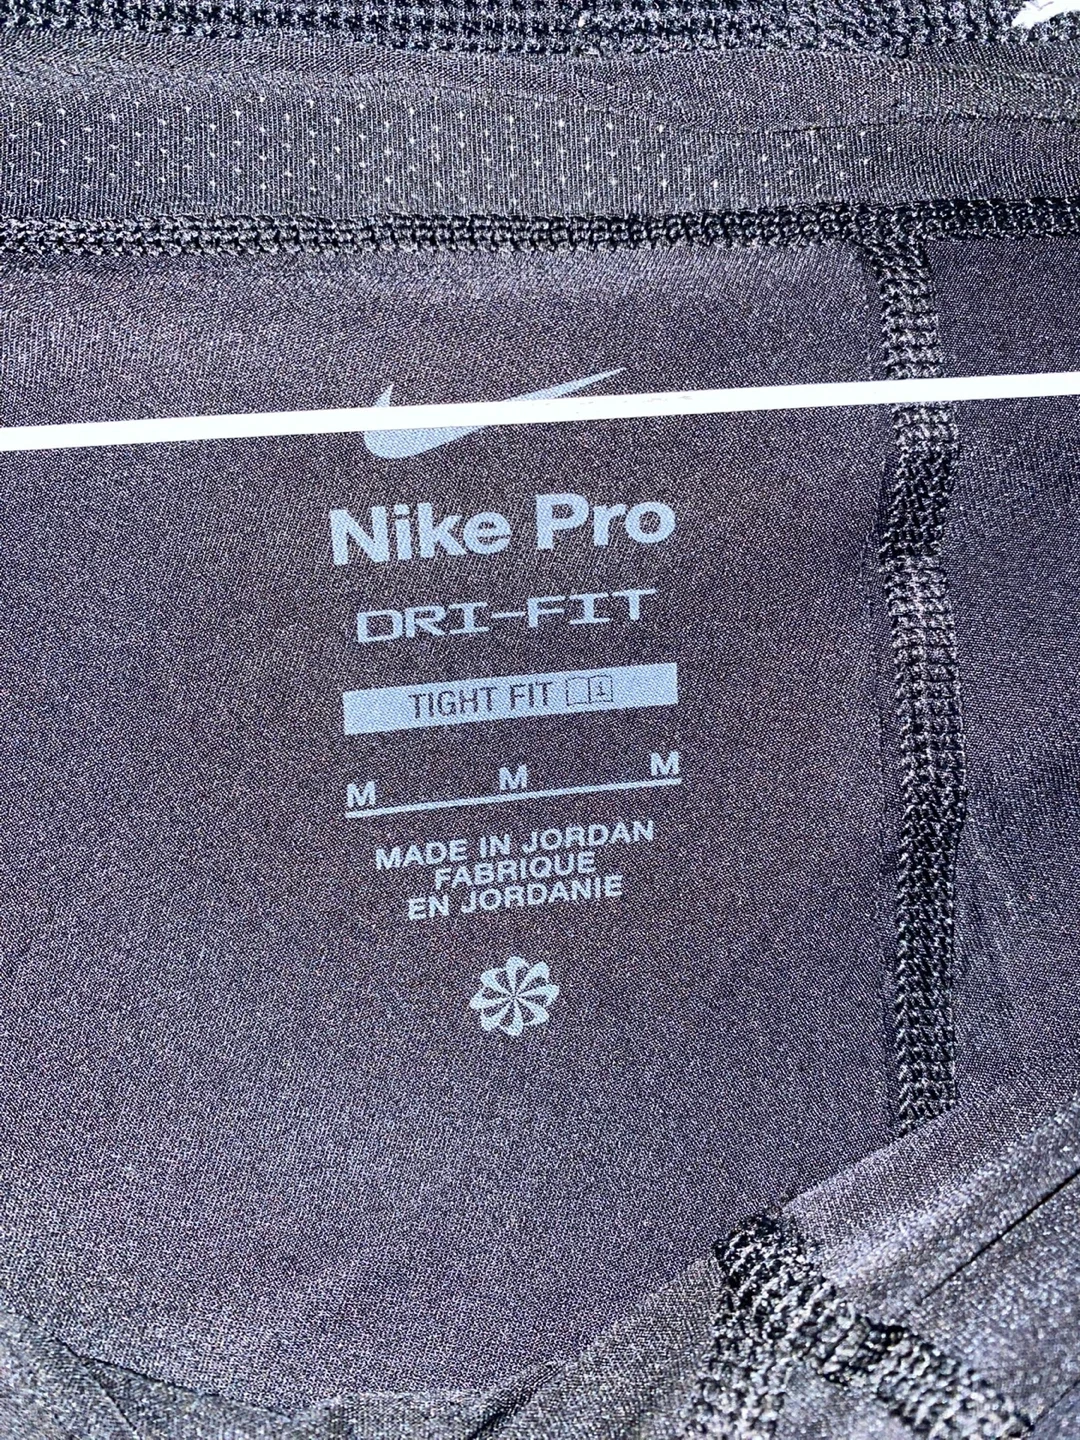 Nike Pro
DRI-FIT
TIGHT FIT i
M M M
MADE IN JORDAN
FABRIQUE
EN JORDANIE